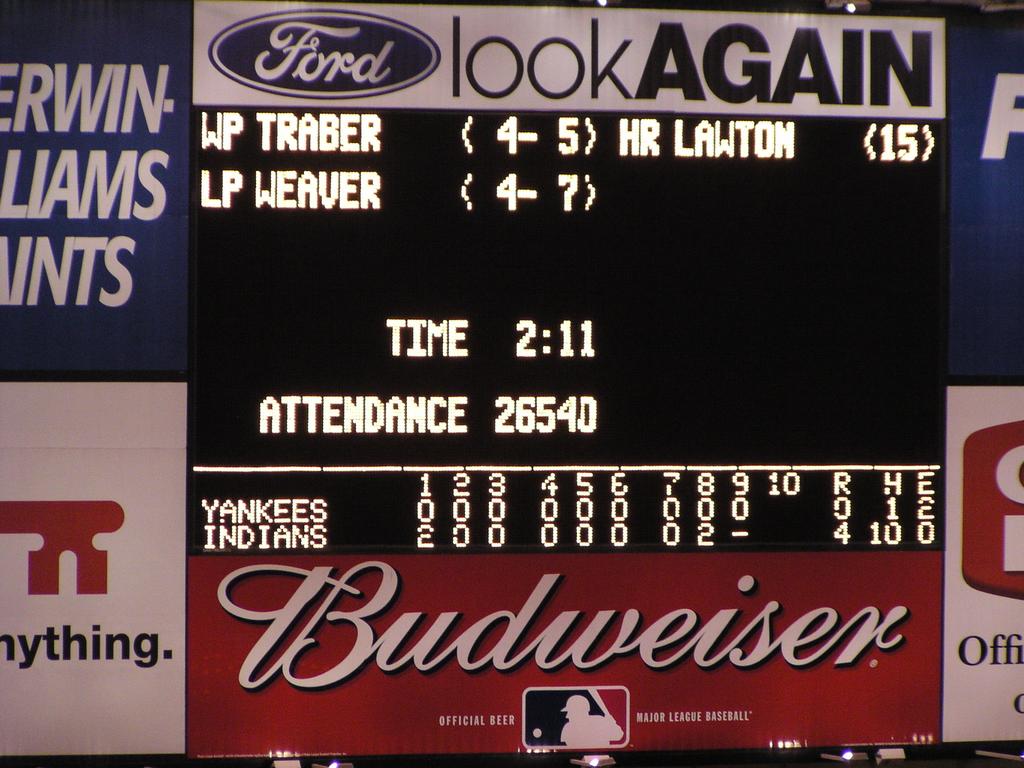 Ford lookAGAIN
ERWIN-
LIAMS
AINTS
WP TRABER ( 4- 5) HR LAWTON (15)
LP WEAVER ( 4- 7)
TIME 2:11
ATTENDANCE 26540
1 2 3 4 5 6 7 8 9 10 R H E
YANKEES 0 0 0 0 0 0 0 0 0 0 1 2
INDIANS 2 0 0 0 0 0 0 2 - 4 10 0
nything.
Budweiser
OFFICIAL BEER MAJOR LEAGUE BASEBALL
Offi